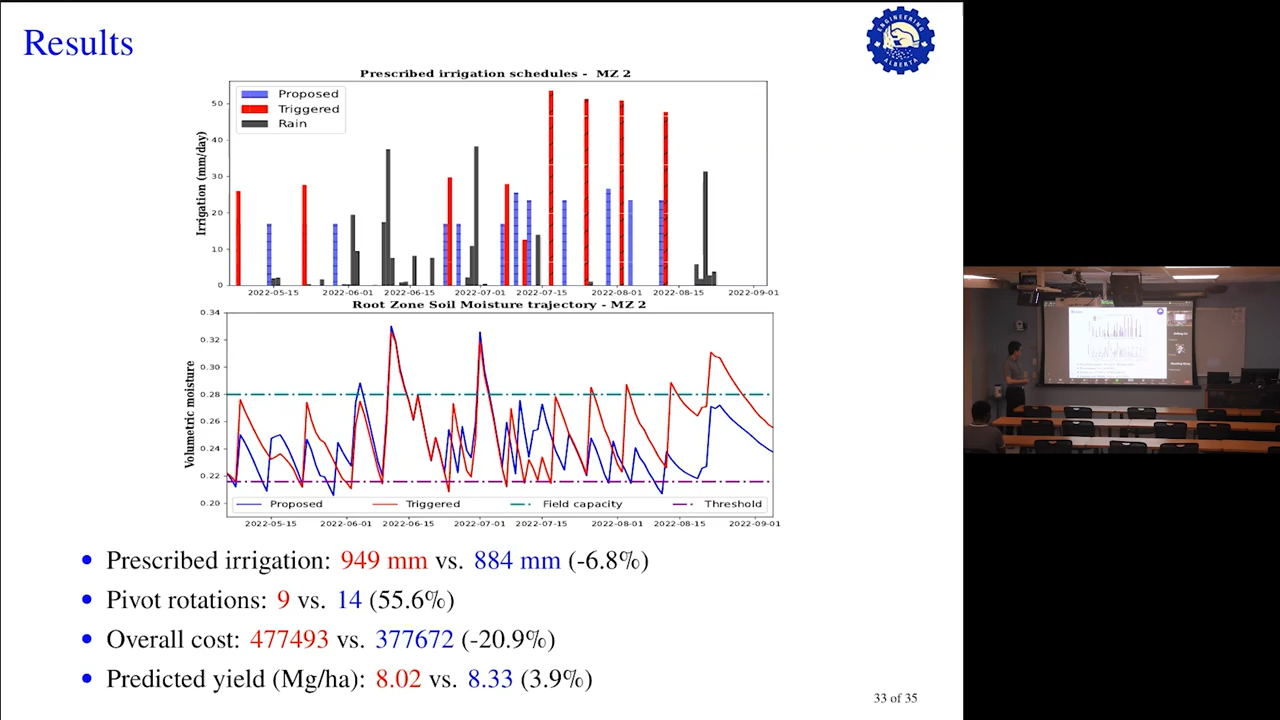 Results
ENGINEERING
ALBERTA
Prescribed irrigation schedules - MZ 2
Irrigation (mm/day)
50
40
30
20
10
0
Proposed
Triggered
Rain
2022-05-15 2022-06-01 2022-06-15 2022-07-01 2022-07-15 2022-08-01 2022-08-15 2022-09-01
Root Zone Soil Moisture trajectory - MZ 2
Volumetric moisture
0.34
0.32
0.30
0.28
0.26
0.24
0.22
0.20
Proposed Triggered Field capacity Threshold
2022-05-15 2022-06-01 2022-06-15 2022-07-01 2022-07-15 2022-08-01 2022-08-15 2022-09-01
• Prescribed irrigation: 949 mm vs. 884 mm (-6.8%)
• Pivot rotations: 9 vs. 14 (55.6%)
• Overall cost: 477493 vs. 377672 (-20.9%)
• Predicted yield (Mg/ha): 8.02 vs. 8.33 (3.9%)
33 of 35